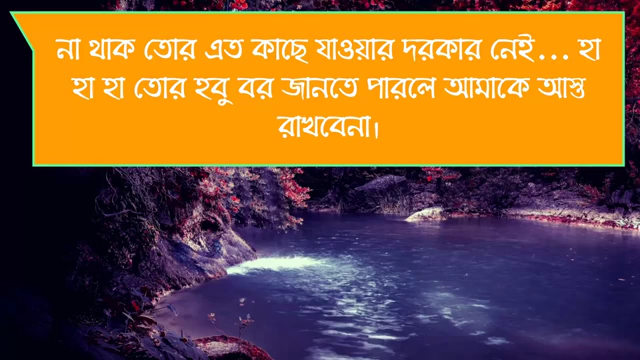 না থাক তোর এত কাছে যাওয়ার দরকার নেই... হা
হা হা তোর হবু বর জানতে পারলে আমাকে আস্ত
রাখবেনা।